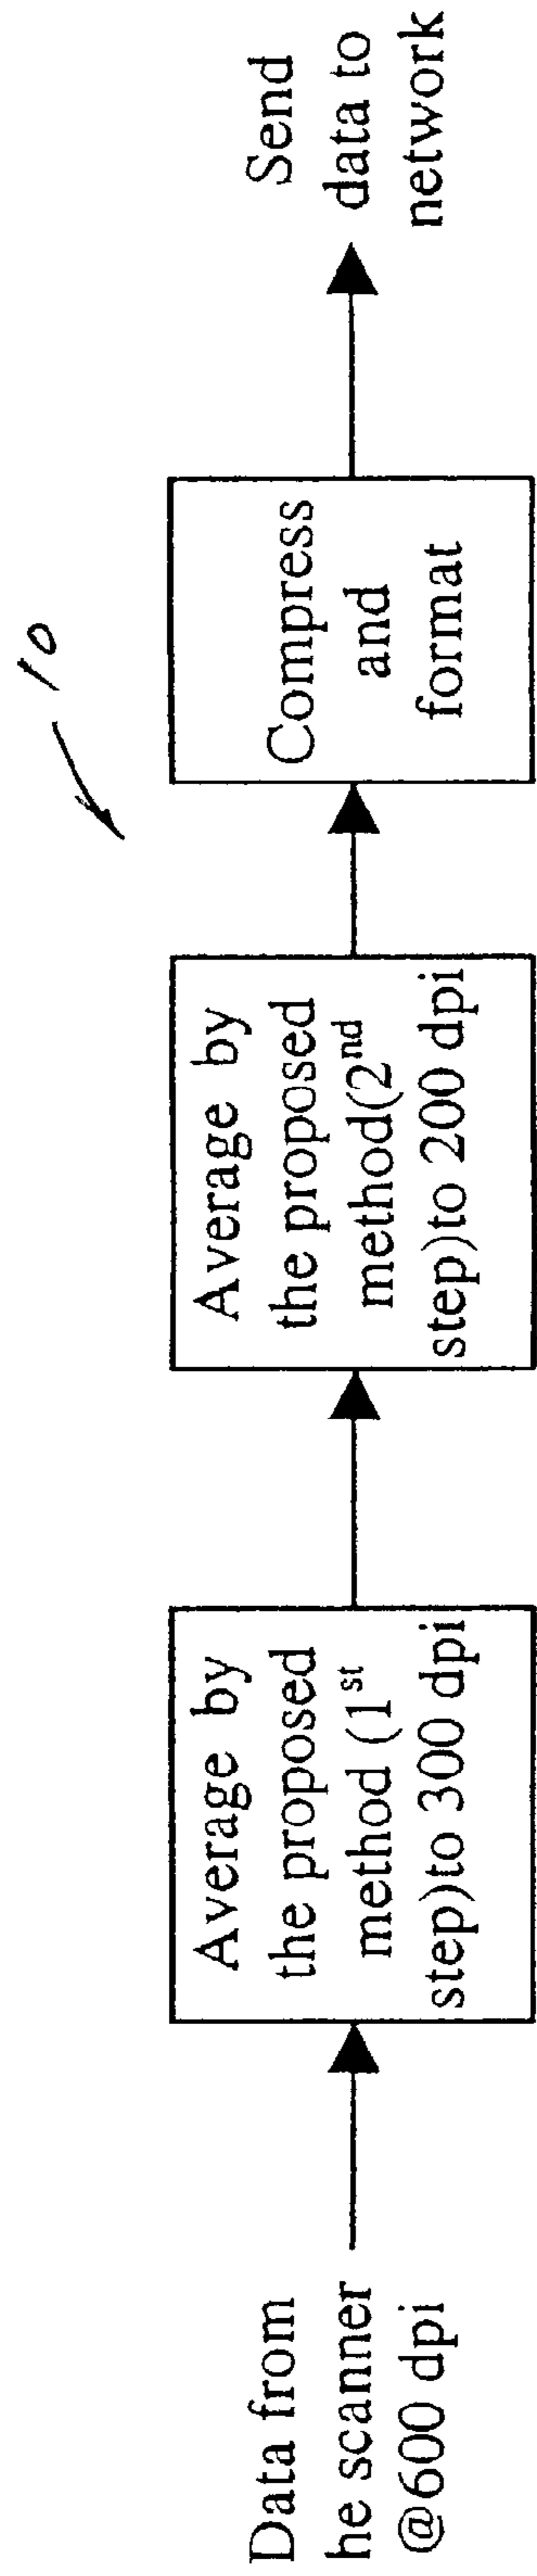 Data from
he scanner
@600 dpi
Average by
the proposed
method (1st
step)to 300 dpi
Average by
the proposed
method(2nd
step)to 200 dpi
Compress
and
format
Send
data to
network
10